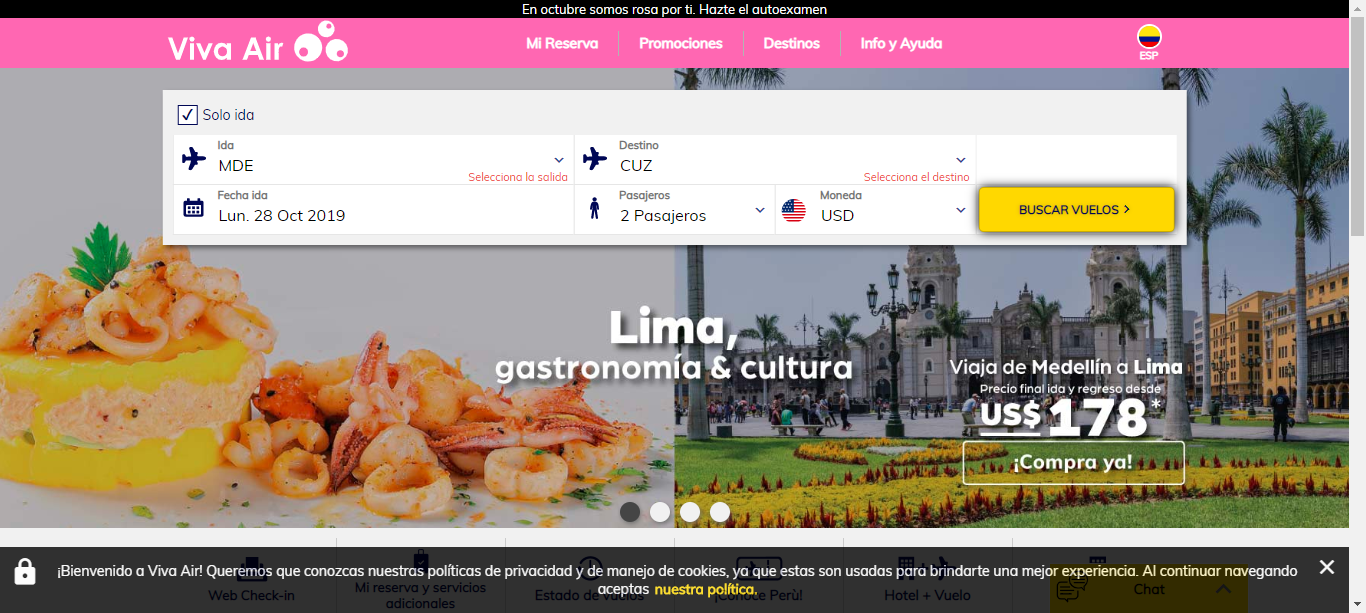 En octubre somos rosa por ti. Hazte el autoexamen
Viva Air
Mi Reserva
Promociones
Destinos
Info y Ayuda
ESP
Solo ida
Ida
MDE
Selecciona la salida
Destino
CUZ
Selecciona el destino
Fecha ida
Lun. 28 Oct 2019
Pasajeros
2 Pasajeros
Moneda
USD
BUSCAR VUELOS >
Lima,
gastronomía & cultura
Viaja de Medellín a Lima
Precio final ida y regreso desde
US$ 178*
¡Compra ya!
¡Bienvenido a Viva Air! Queremos que conozcas nuestras políticas de privacidad y de manejo de cookies, ya que estas son usadas para brindarte una mejor experiencia. Al continuar navegando
aceptas nuestra política.
Web Check-in
Mi reserva y servicios
adicionales
Estado de vuelos
¡Conoce Perù!
Hotel + Vuelo
Chat